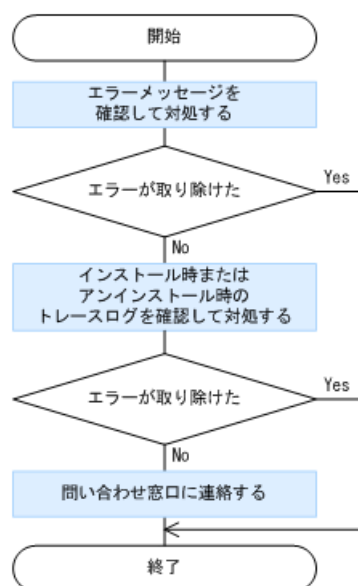 開始
エラーメッセージを
確認して対処する
エラーが取り除けた
Yes
No
インストール時または
アンインストール時の
トレースログを確認して対処する
エラーが取り除けた
Yes
No
問い合わせ窓口に連絡する
終了